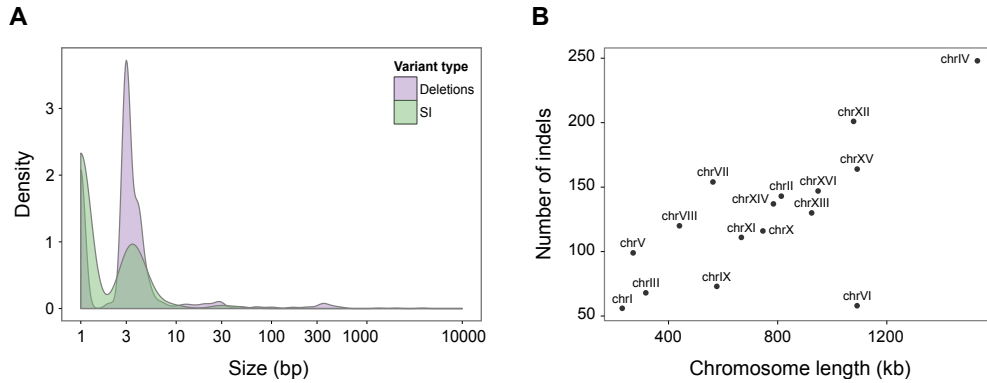 A
Density
3
2
1
0
Variant type
Deletions
SI
1
3
10
30
100
300
1000
10000
Size (bp)
B
Number of indels
250
200
150
100
50
chrIV
chrXII
chrXV
chrVII
chrXVI
chrII
chrXIV
chrXIII
chrVIII
chrXI
chrX
chrV
chrIX
chrIII
chrVI
chrI
400
800
1200
Chromosome length (kb)